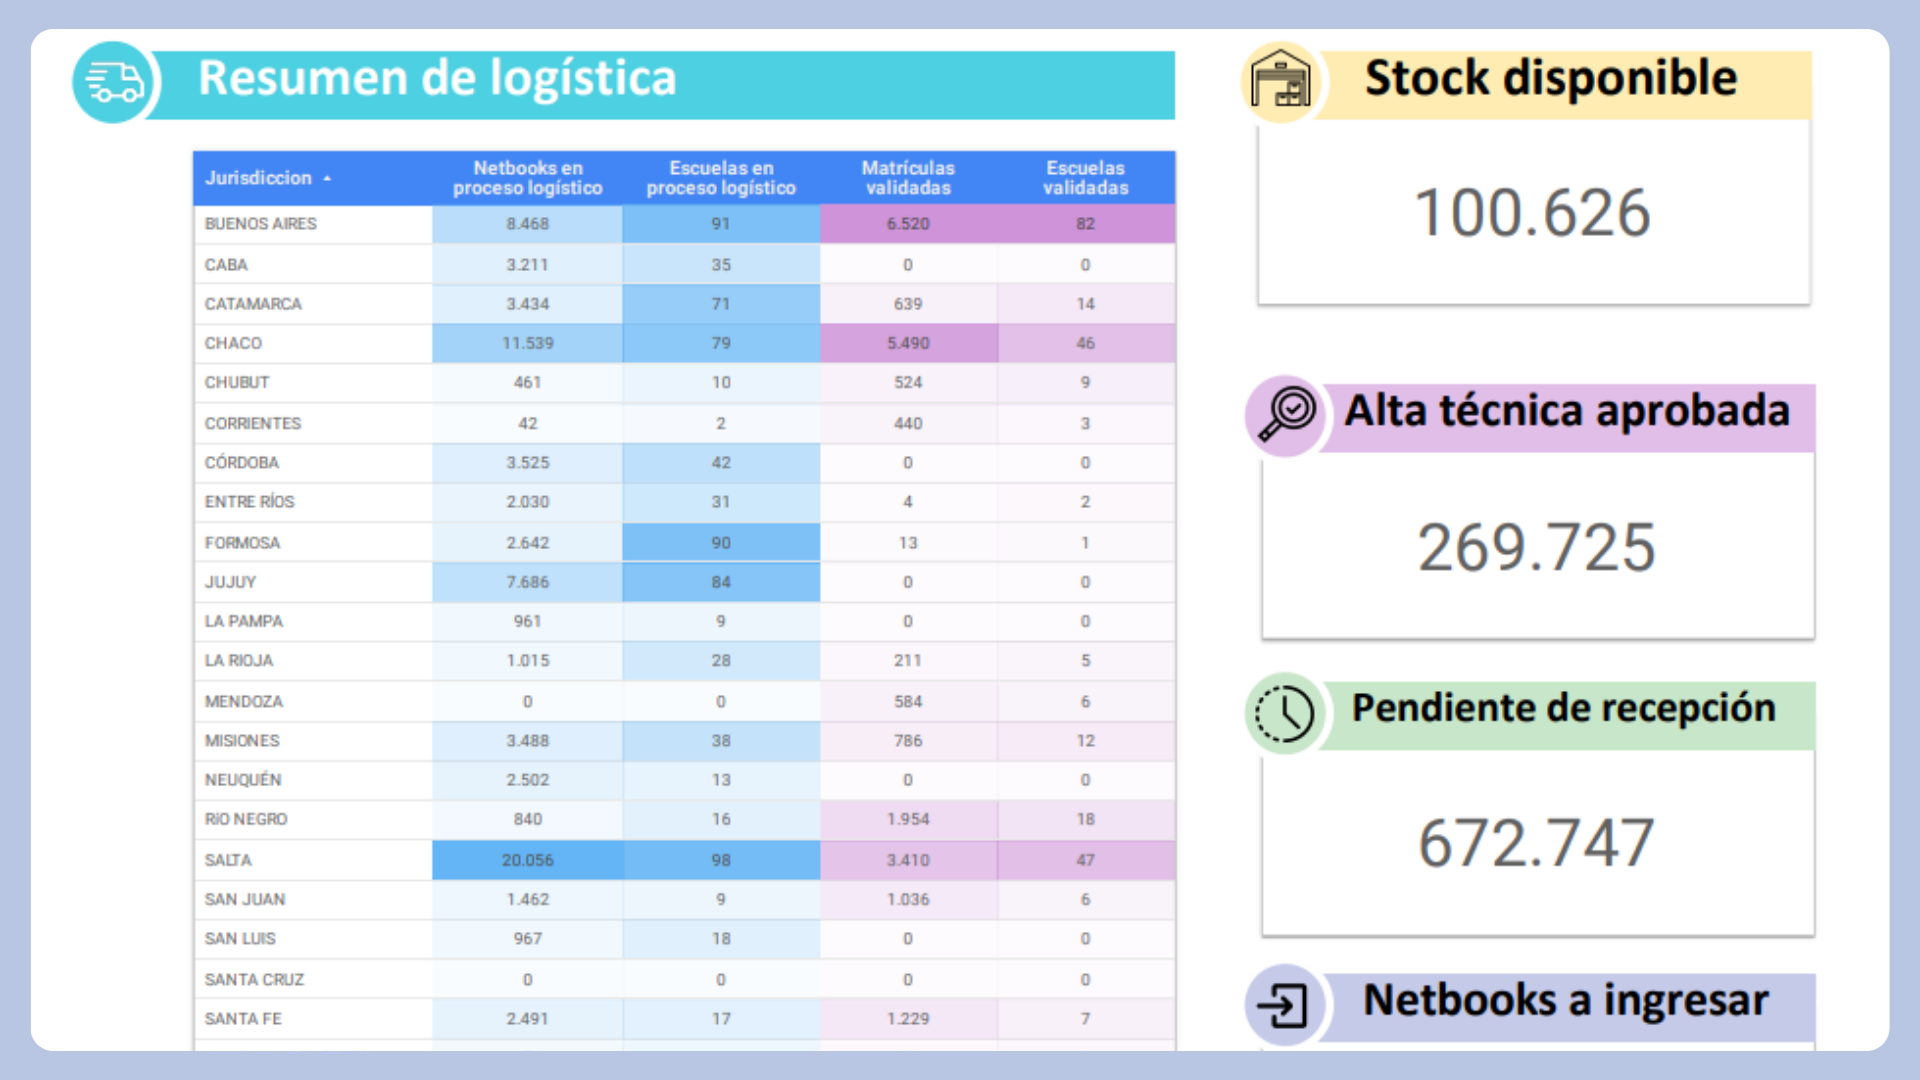 Resumen de logística
Jurisdiccion
Netbooks en proceso logístico
Escuelas en proceso logístico
Matrículas validadas
Escuelas validadas
BUENOS AIRES 8.468 91 6.520 82
CABA 3.211 35 0 0
CATAMARCA 3.434 71 639 14
CHACO 11.539 79 5.490 46
CHUBUT 461 10 524 9
CORRIENTES 42 2 440 3
CÓRDOBA 3.525 42 0 0
ENTRE RÍOS 2.030 31 4 2
FORMOSA 2.642 90 13 1
JUJUY 7.686 84 0 0
LA PAMPA 961 9 0 0
LA RIOJA 1.015 28 211 5
MENDOZA 0 0 584 6
MISIONES 3.488 38 786 12
NEUQUÉN 2.502 13 0 0
RÍO NEGRO 840 16 1.954 18
SALTA 20.056 98 3.410 47
SAN JUAN 1.462 9 1.036 6
SAN LUIS 967 18 0 0
SANTA CRUZ 0 0 0 0
SANTA FE 2.491 17 1.229 7
Stock disponible
100.626
Alta técnica aprobada
269.725
Pendiente de recepción
672.747
Netbooks a ingresar